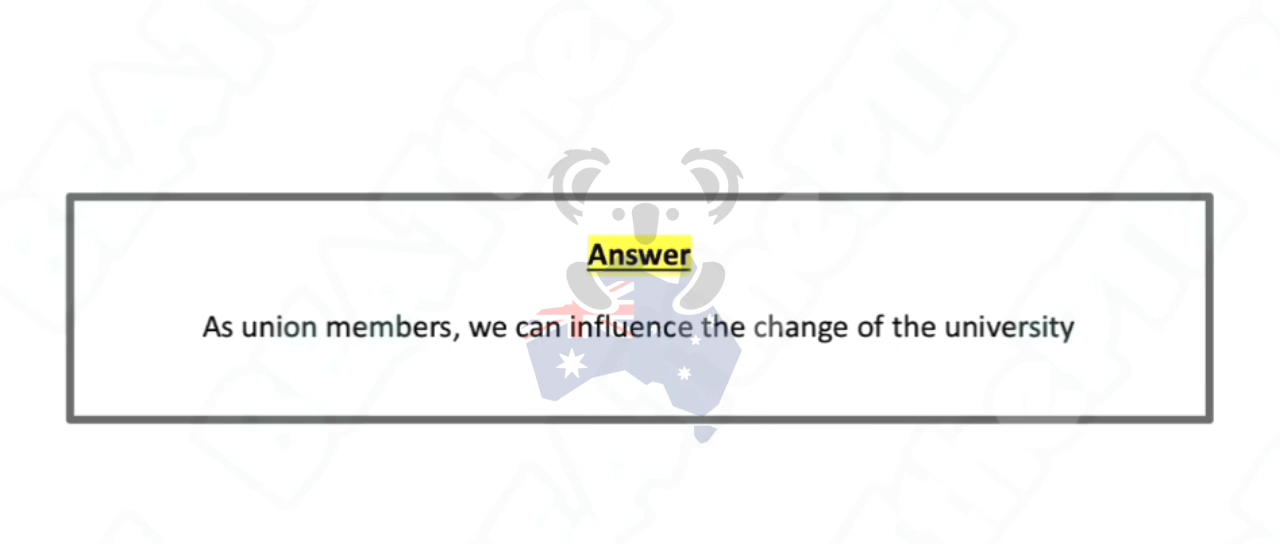 Answer
As union members, we can influence the change of the university